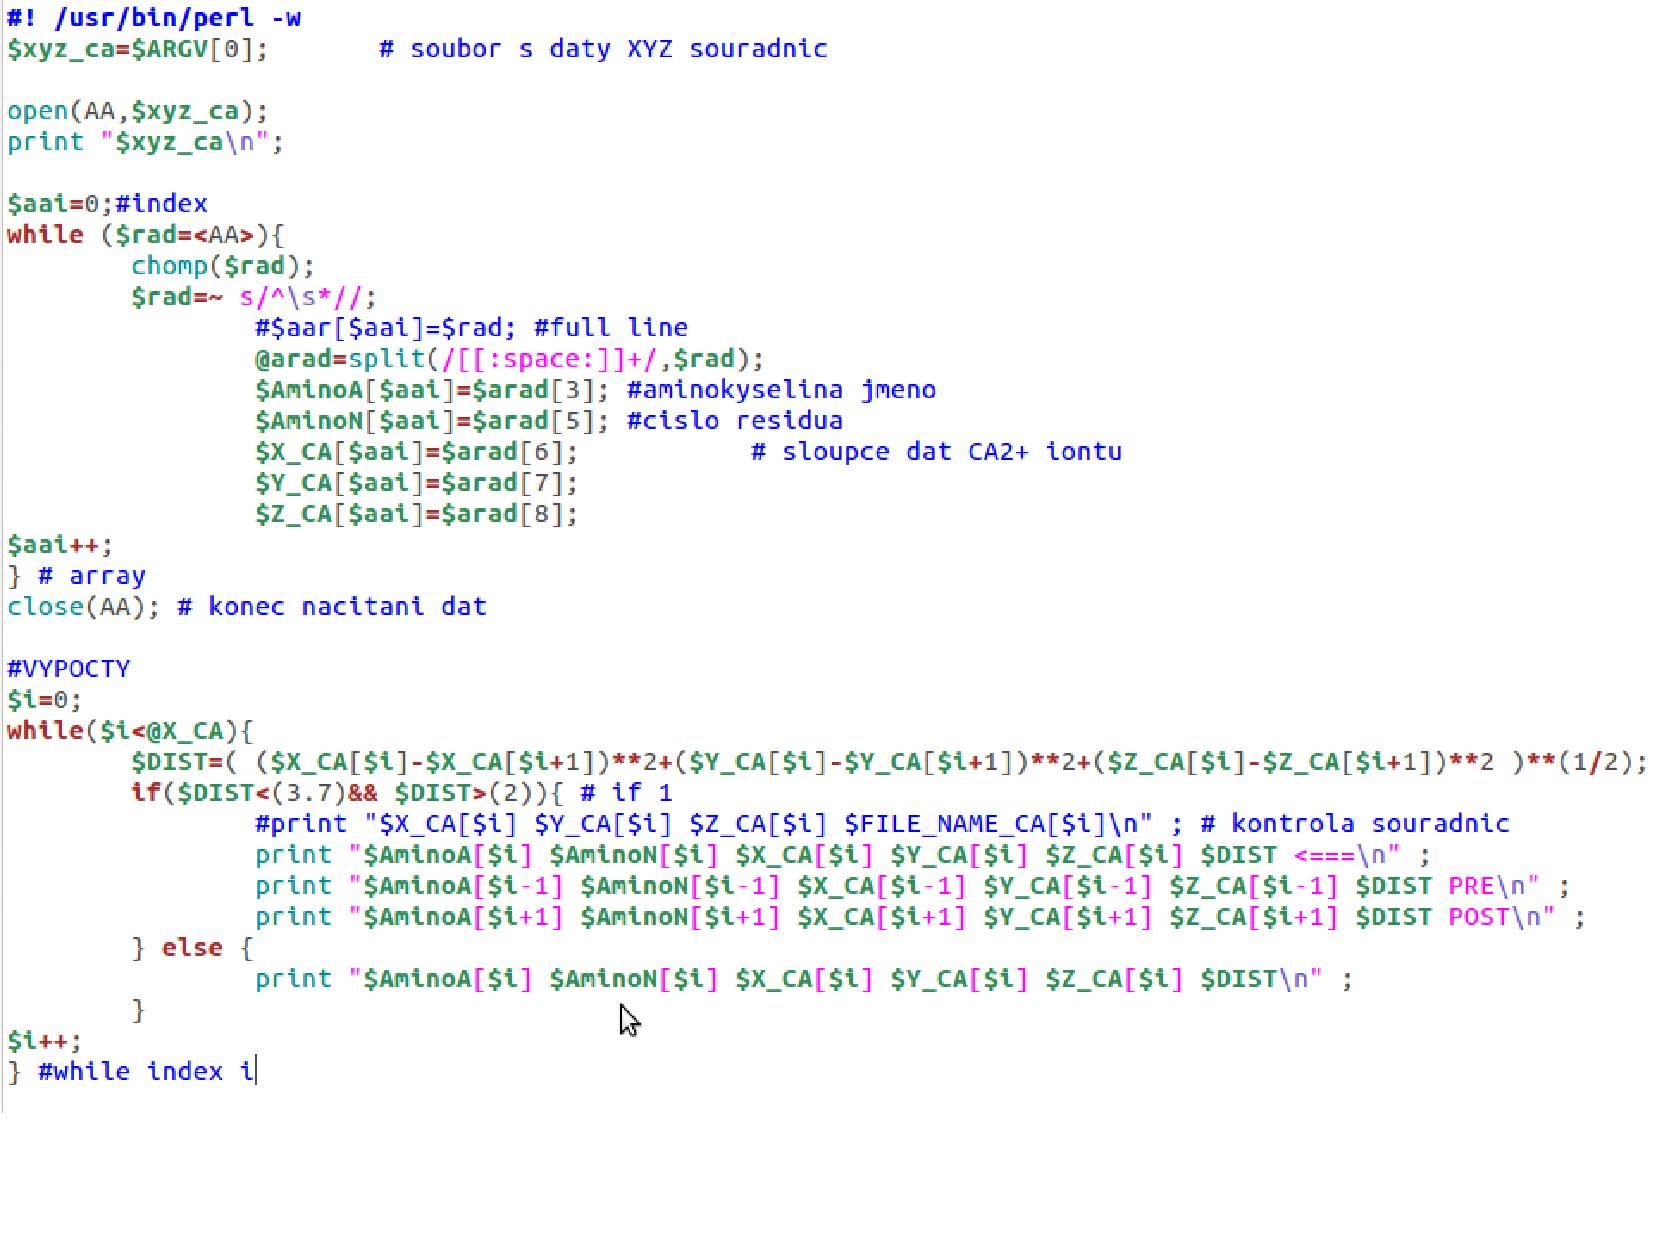 #! /usr/bin/perl -w
$xyz_ca=$ARGV[0];       # soubor s daty XYZ souradnic
open(AA,$xyz_ca);
print "$xyz_ca\n";
$aai=0;#index
while ($rad=<AA>){
        chomp($rad);
        $rad=~ s/^\s*//;
                #$aar[$aai]=$rad; #full line
                @arad=split(/[[:space:]]+/,$rad);
                $AminoA[$aai]=$arad[3]; #aminokyselina jmeno
                $AminoN[$aai]=$arad[5]; #cislo residua
                $X_CA[$aai]=$arad[6];           # sloupce dat CA2+ iontu
                $Y_CA[$aai]=$arad[7];
                $Z_CA[$aai]=$arad[8];
$aai++;
} # array
close(AA); # konec nacitani dat
#VYPOCTY
$i=0;
while($i<@X_CA){
        $DIST=( ($X_CA[$i]-$X_CA[$i+1])**2+($Y_CA[$i]-$Y_CA[$i+1])**2+($Z_CA[$i]-$Z_CA[$i+1])**2 )**(1/2);
        if($DIST<(3.7)&& $DIST>(2)){ # if 1
                #print "$X_CA[$i] $Y_CA[$i] $Z_CA[$i] $FILE_NAME_CA[$i]\n" ; # kontrola souradnic
                print "$AminoA[$i] $AminoN[$i] $X_CA[$i] $Y_CA[$i] $Z_CA[$i] $DIST <===\n" ;
                print "$AminoA[$i-1] $AminoN[$i-1] $X_CA[$i-1] $Y_CA[$i-1] $Z_CA[$i-1] $DIST PRE\n" ;
                print "$AminoA[$i+1] $AminoN[$i+1] $X_CA[$i+1] $Y_CA[$i+1] $Z_CA[$i+1] $DIST POST\n" ;
        } else {
                print "$AminoA[$i] $AminoN[$i] $X_CA[$i] $Y_CA[$i] $Z_CA[$i] $DIST\n" ;
        }
$i++;
} #while index i